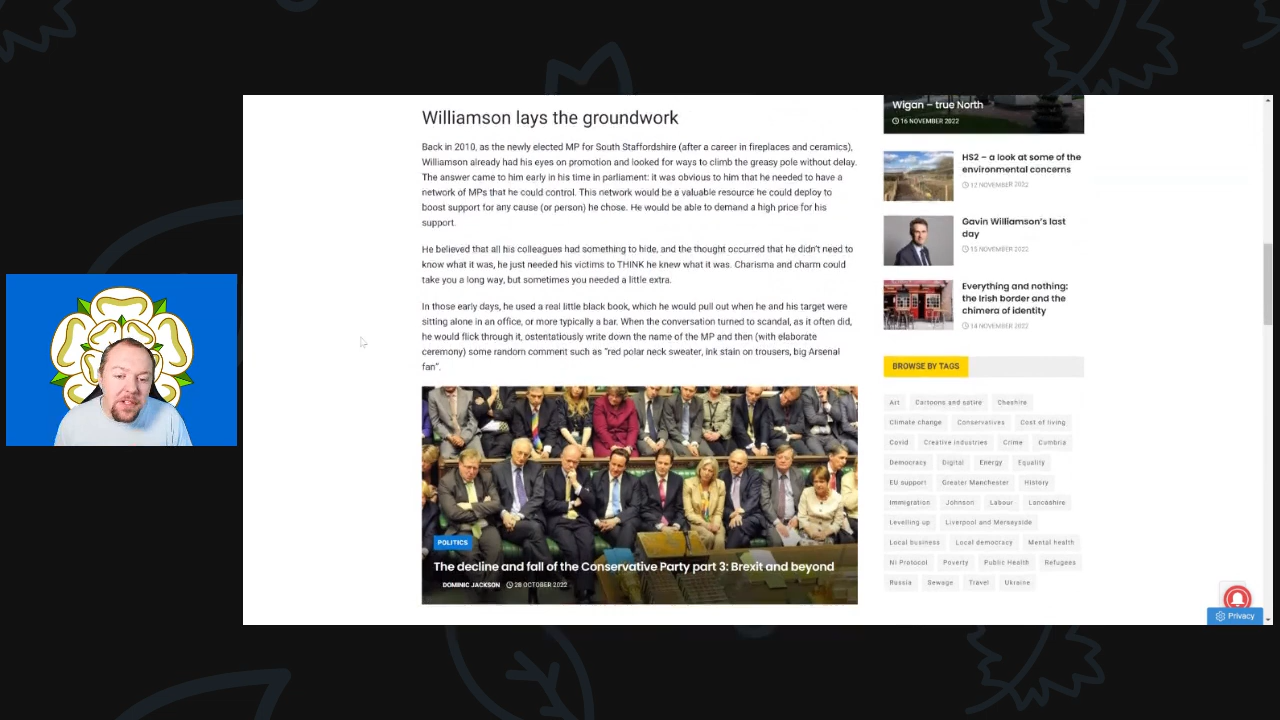 Williamson lays the groundwork
Back in 2010, as the newly elected MP for South Staffordshire (after a career in fireplaces and ceramics),
Williamson already had his eyes on promotion and looked for ways to climb the greasy pole without delay.
The answer came to him early in his time in parliament: it was obvious to him that he needed to have a
network of MPs that he could control. This network would be a valuable resource he could deploy to
boost support for any cause (or person) he chose. He would be able to demand a high price for his
support.
He believed that all his colleagues had something to hide, and the thought occurred that he didn't need to
know what it was, he just needed his victims to THINK he knew what it was. Charisma and charm could
take you a long way, but sometimes you needed a little extra.
In those early days, he used a real little black book, which he would pull out when he and his target were
sitting alone in an office, or more typically a bar. When the conversation turned to scandal, as it often did,
he would flick through it, ostentatiously write down the name of the MP and then (with elaborate
ceremony) some random comment such as "red polar neck sweater, ink stain on trousers, big Arsenal
fan".
POLITICS
The decline and fall of the Conservative Party part 3: Brexit and beyond
DOMINIC JACKSON 28 OCTOBER 2022
Wigan – true North
16 NOVEMBER 2022
HS2 – a look at some of the
environmental concerns
12 NOVEMBER 2022
Gavin Williamson's last
day
15 NOVEMBER 2022
Everything and nothing:
the Irish border and the
chimera of identity
14 NOVEMBER 2022
BROWSE BY TAGS
Art Cartoons and satire Cheshire
Climate change Conservatives Cost of living
Covid Creative industries Crime Cumbria
Democracy Digital Energy Equality
EU support Greater Manchester History
Immigration Johnson Labour Lancashire
Levelling up Liverpool and Merseyside
Local business Local democracy Mental health
NI Protocol Poverty Public Health Refugees
Russia Sewage Travel Ukraine
Privacy